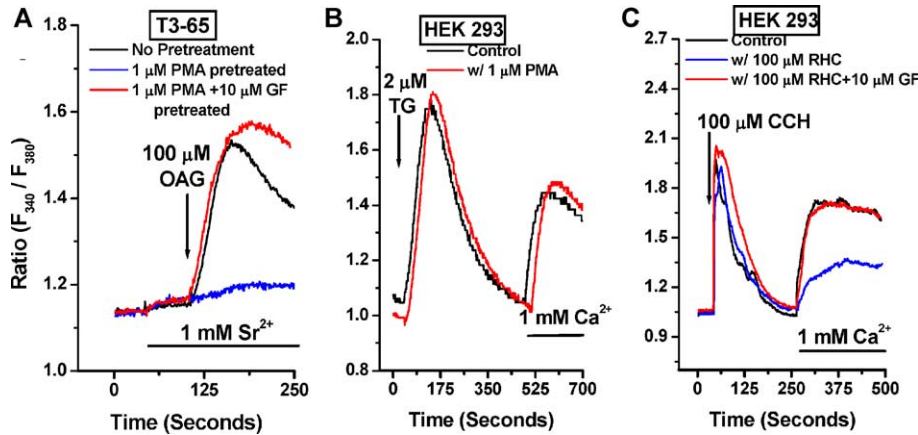 A
T3-65
No Pretreatment
1 μM PMA pretreated
1 μM PMA +10 μM GF
pretreated
100 μM
OAG
1 mM Sr²⁺
Ratio (F₃₄₀ / F₃₈₀)
1.8
1.6
1.4
1.2
1.0
0
125
250
Time (Seconds)
B
HEK 293
Control
w/ 1 μM PMA
2 μM
TG
1 mM Ca²⁺
2.0
1.8
1.6
1.4
1.2
1.0
0
175
350
525
700
Time (Seconds)
C
HEK 293
Control
w/ 100 μM RHC
w/ 100 μM RHC+10 μM GF
100 μM CCH
1 mM Ca²⁺
2.7
2.4
2.1
1.8
1.5
1.2
0.9
0
125
250
375
500
Time (Seconds)